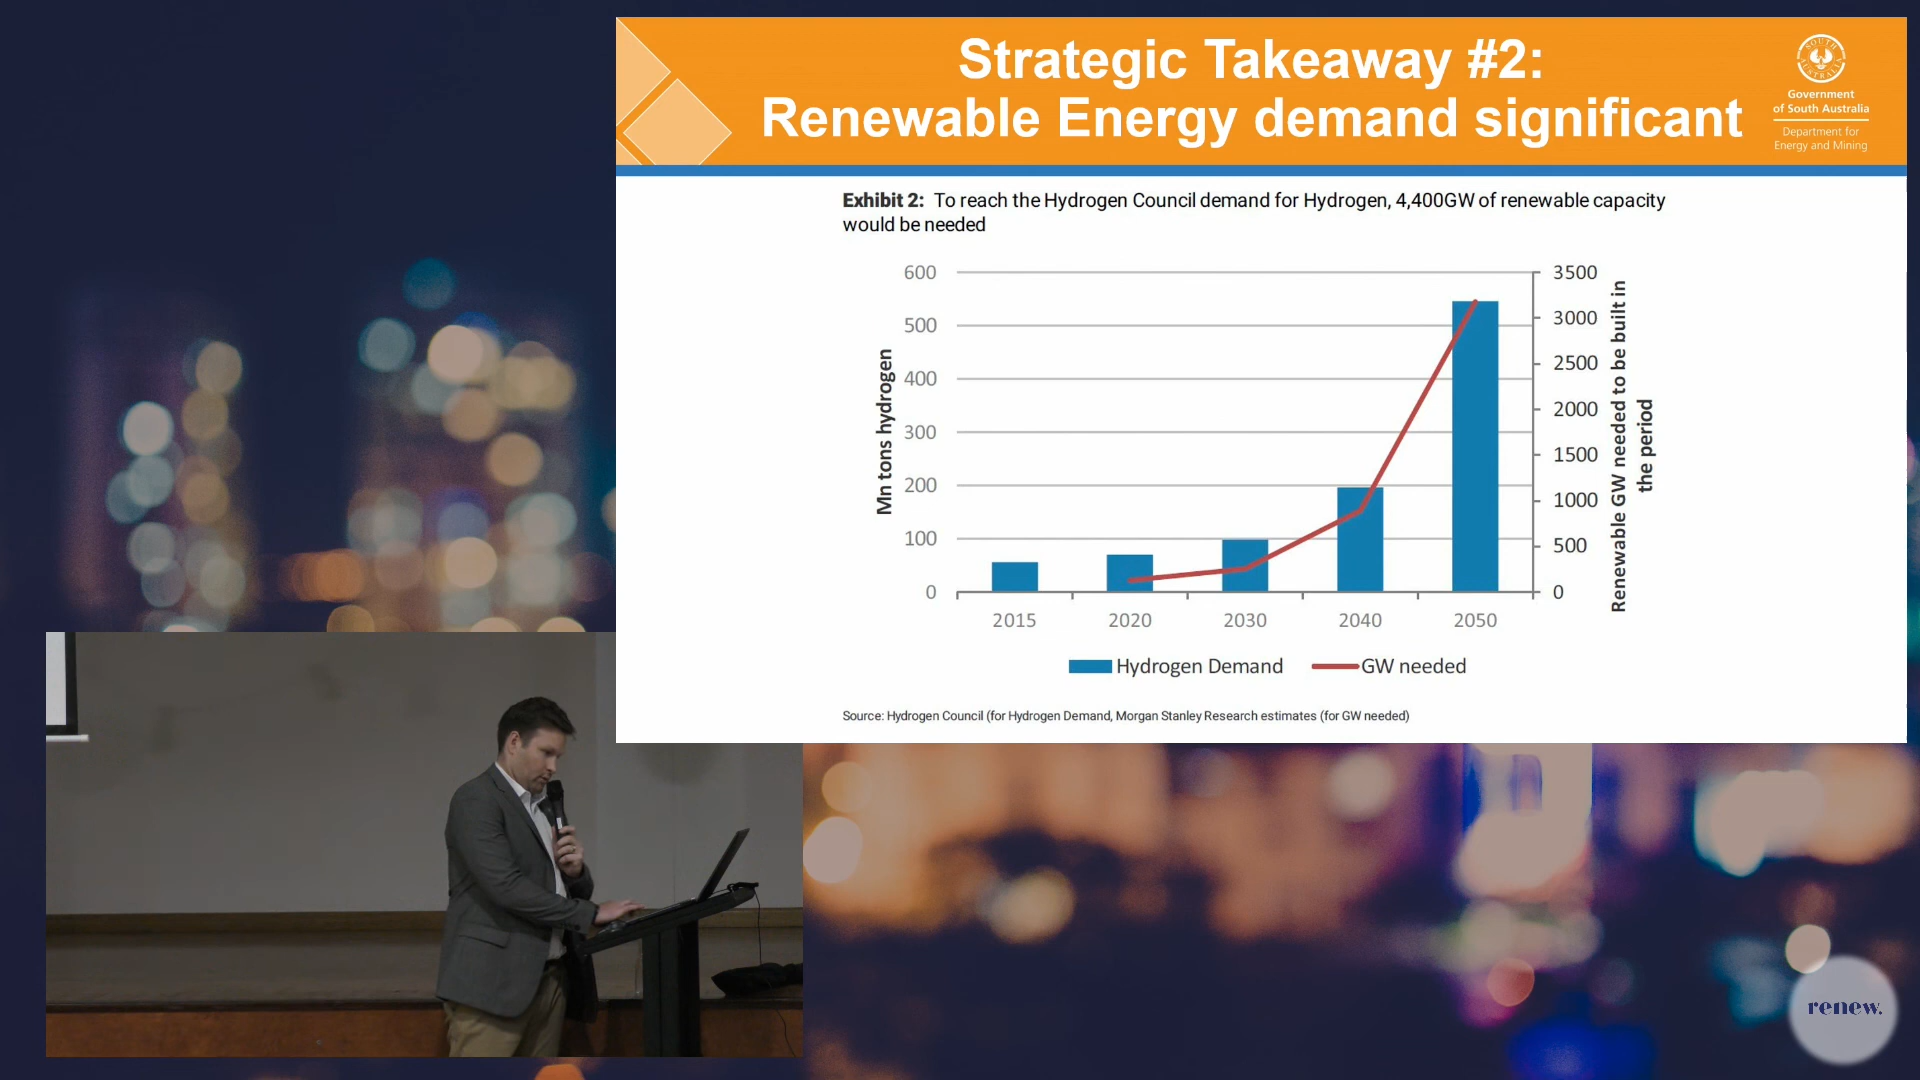 Strategic Takeaway #2:
Renewable Energy demand significant
SOUTH AUSTRALIA
Government
of South Australia
Department for
Energy and Mining
Exhibit 2: To reach the Hydrogen Council demand for Hydrogen, 4,400GW of renewable capacity
would be needed
Mn tons hydrogen
600
500
400
300
200
100
0
3500
3000
2500
2000
1500
1000
500
0
Renewable GW needed to be built in
the period
2015 2020 2030 2040 2050
Hydrogen Demand GW needed
Source: Hydrogen Council (for Hydrogen Demand, Morgan Stanley Research estimates (for GW needed)
renew.